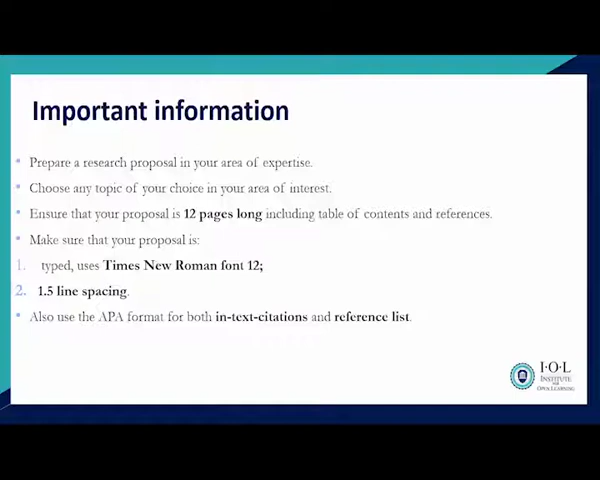 Important information
Prepare a research proposal in your area of expertise.
Choose any topic of your choice in your area of interest.
Ensure that your proposal is 12 pages long including table of contents and references.
Make sure that your proposal is:
1. typed, uses Times New Roman font 12;
2. 1.5 line spacing.
Also use the APA format for both in-text-citations and reference list.
I·O·L
INSTITUTE
FOR
OPEN LEARNING